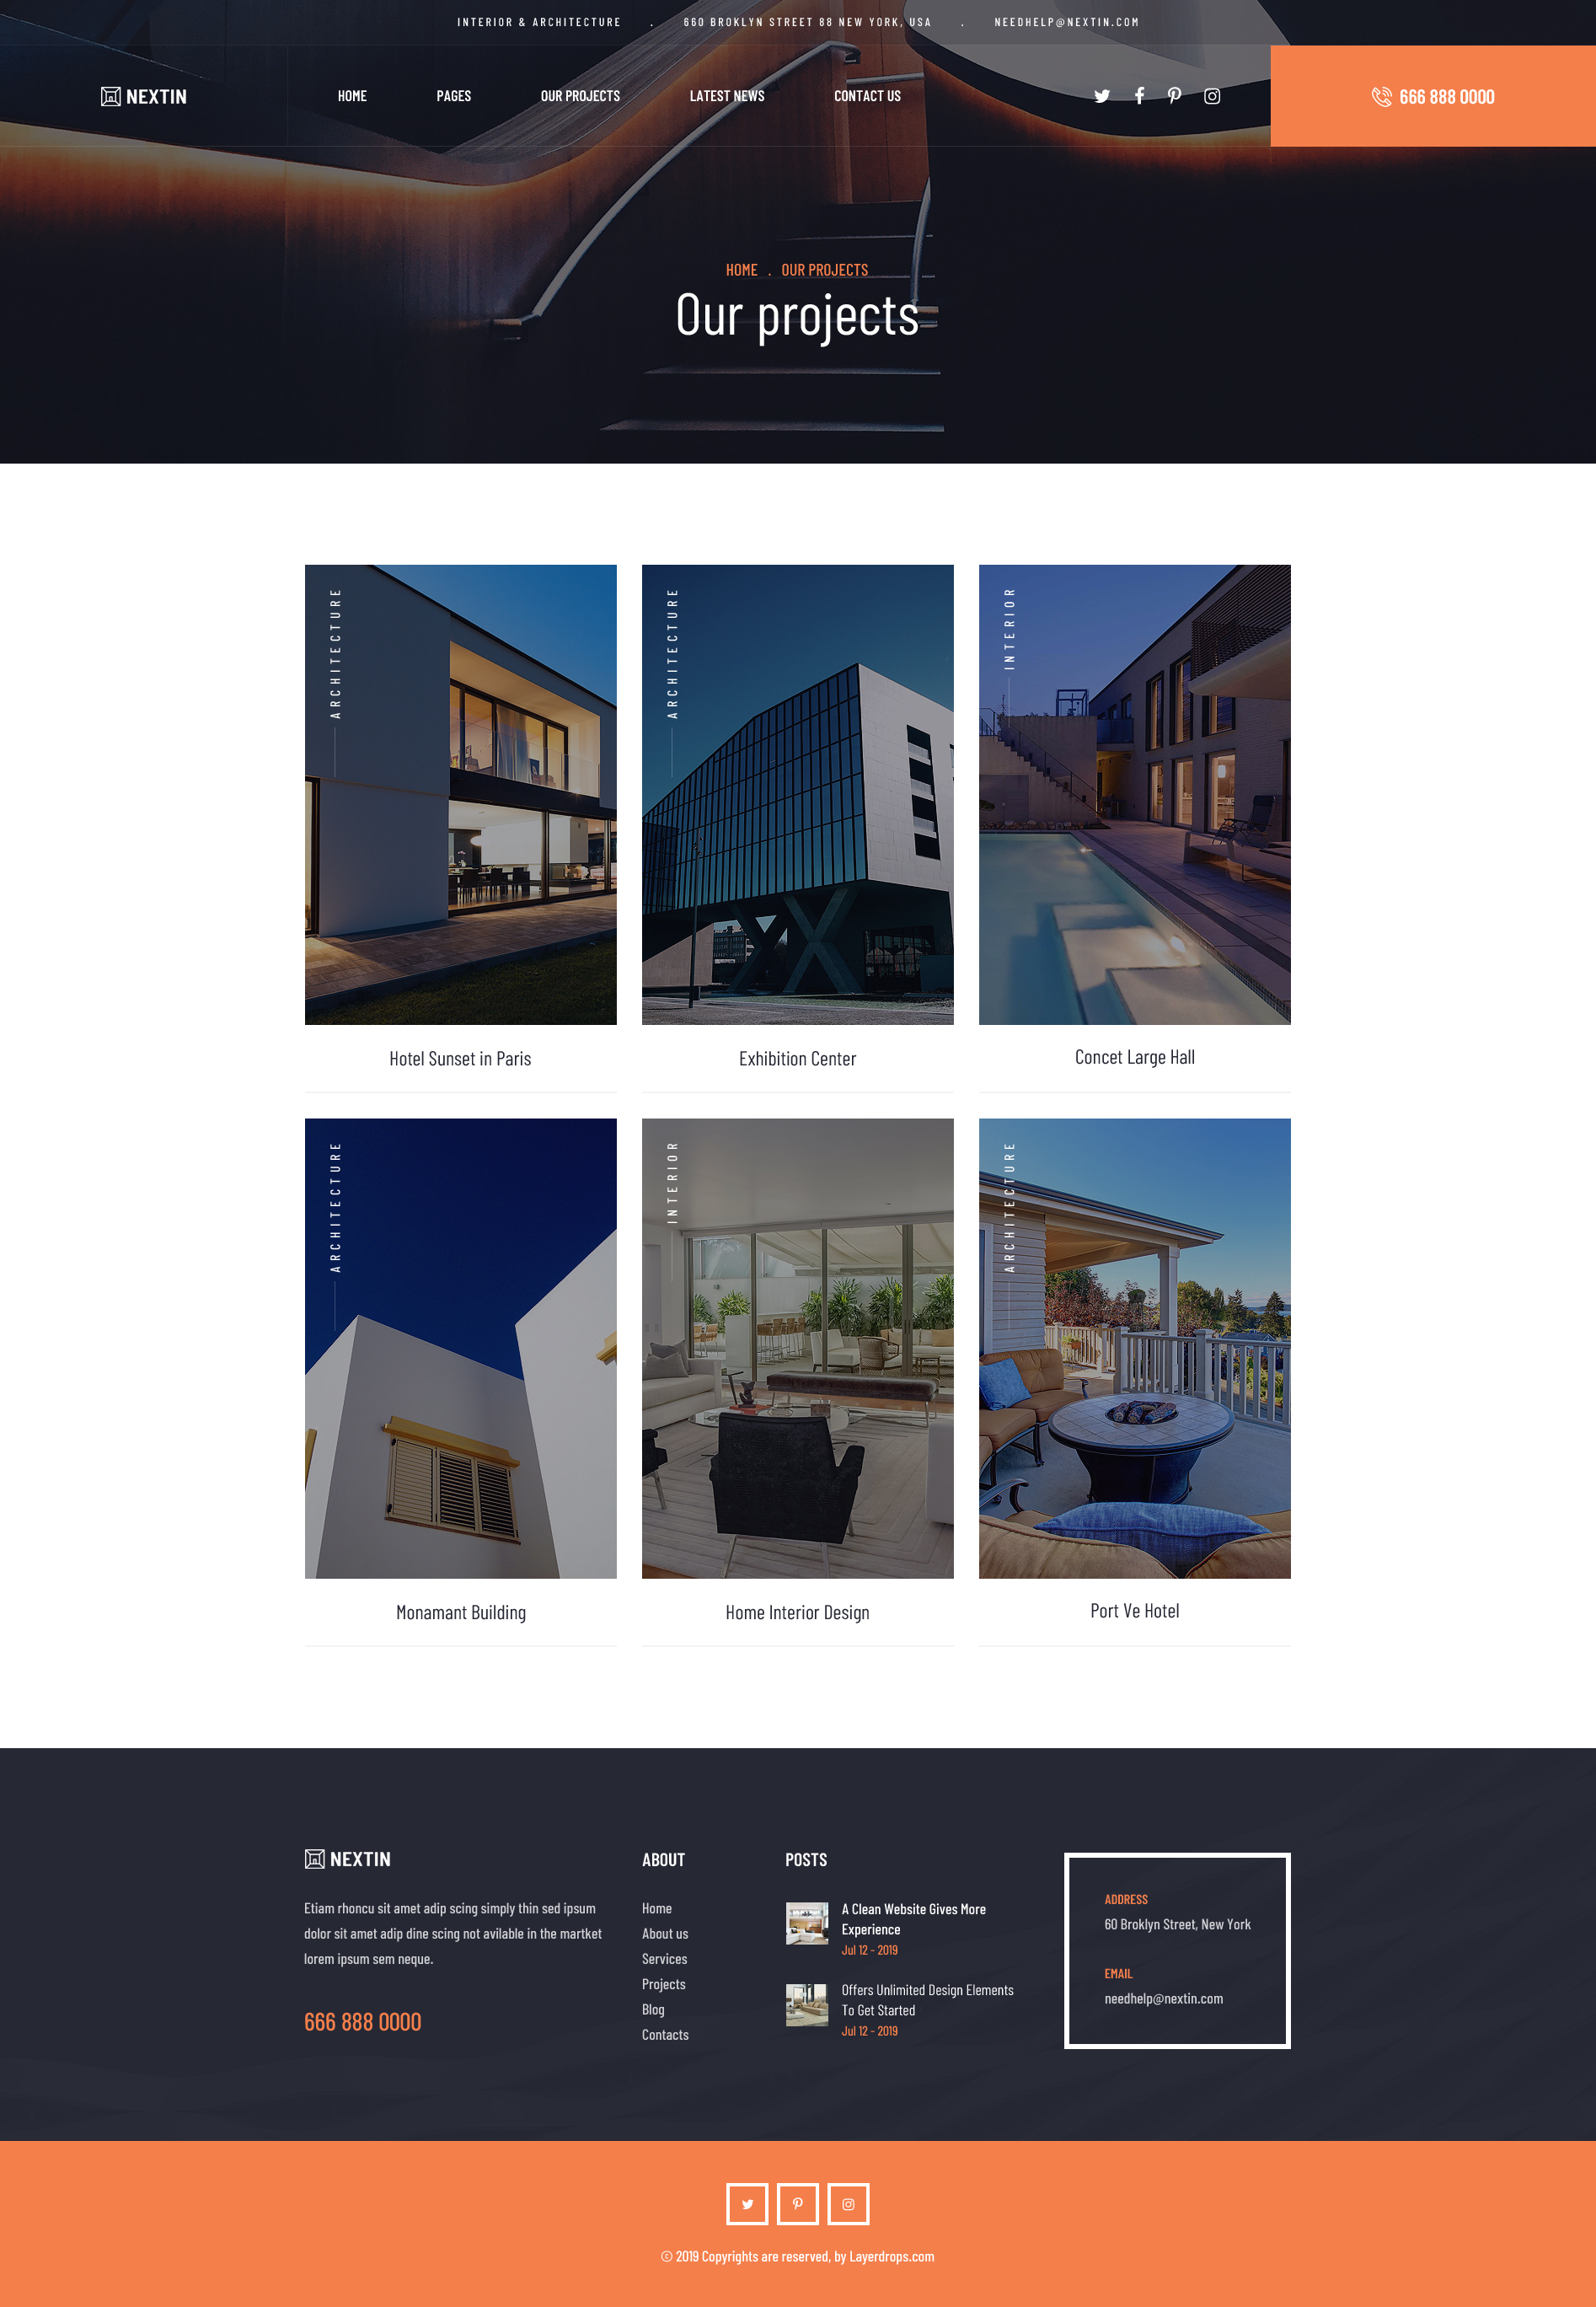 INTERIOR & ARCHITECTURE . 660 BROKLYN STREET 88 NEW YORK, USA . NEEDHELP@NEXTIN.COM
NEXTIN HOME PAGES OUR PROJECTS LATEST NEWS CONTACT US 666 888 0000
HOME . OUR PROJECTS
Our projects
ARCHITECTURE
ARCHITECTURE
INTERIOR
Hotel Sunset in Paris
Exhibition Center
Concet Large Hall
ARCHITECTURE
INTERIOR
ARCHITECTURE
Monamant Building
Home Interior Design
Port Ve Hotel
NEXTIN
Etiam rhoncu sit amet adip scing simply thin sed ipsum
dolor sit amet adip dine scing not avilable in the martket
lorem ipsum sem neque.
666 888 0000
ABOUT
Home
About us
Services
Projects
Blog
Contacts
POSTS
A Clean Website Gives More
Experience
Jul 12 - 2019
Offers Unlimited Design Elements
To Get Started
Jul 12 - 2019
ADDRESS
60 Broklyn Street, New York
EMAIL
needhelp@nextin.com
© 2019 Copyrights are reserved, by Layerdrops.com